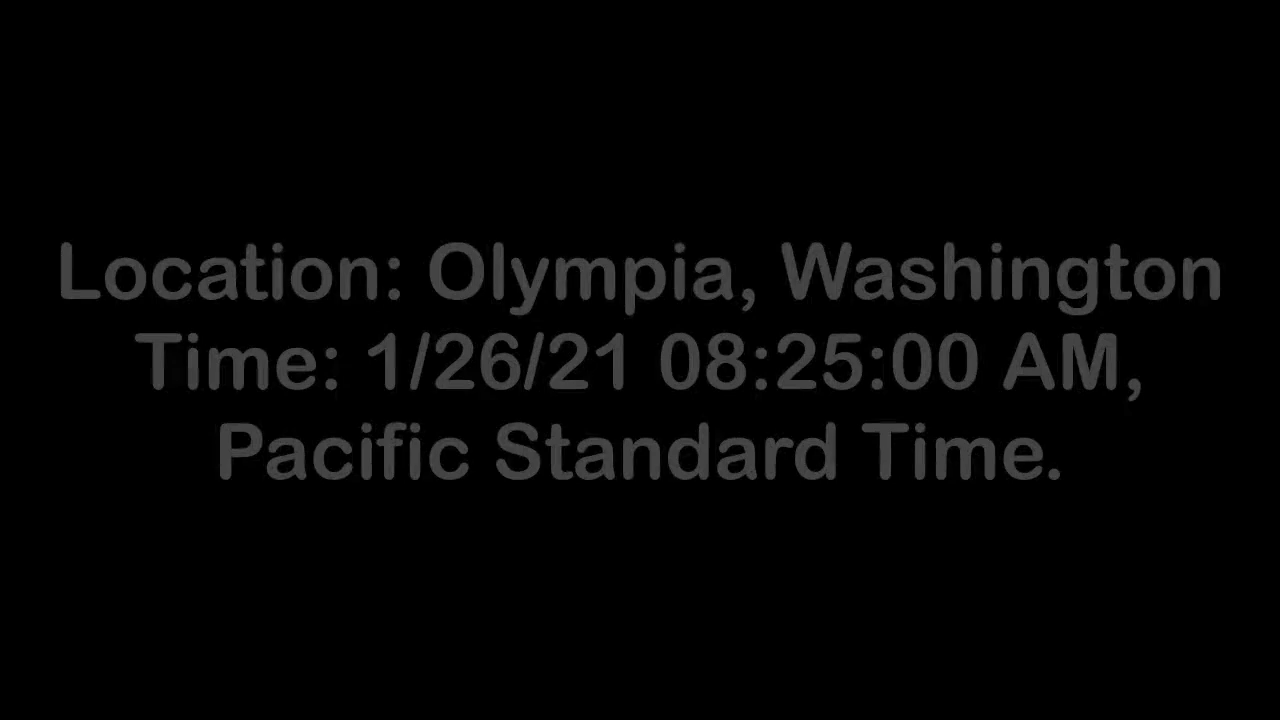 Location: Olympia, Washington
Time: 1/26/21 08:25:00 AM,
Pacific Standard Time.